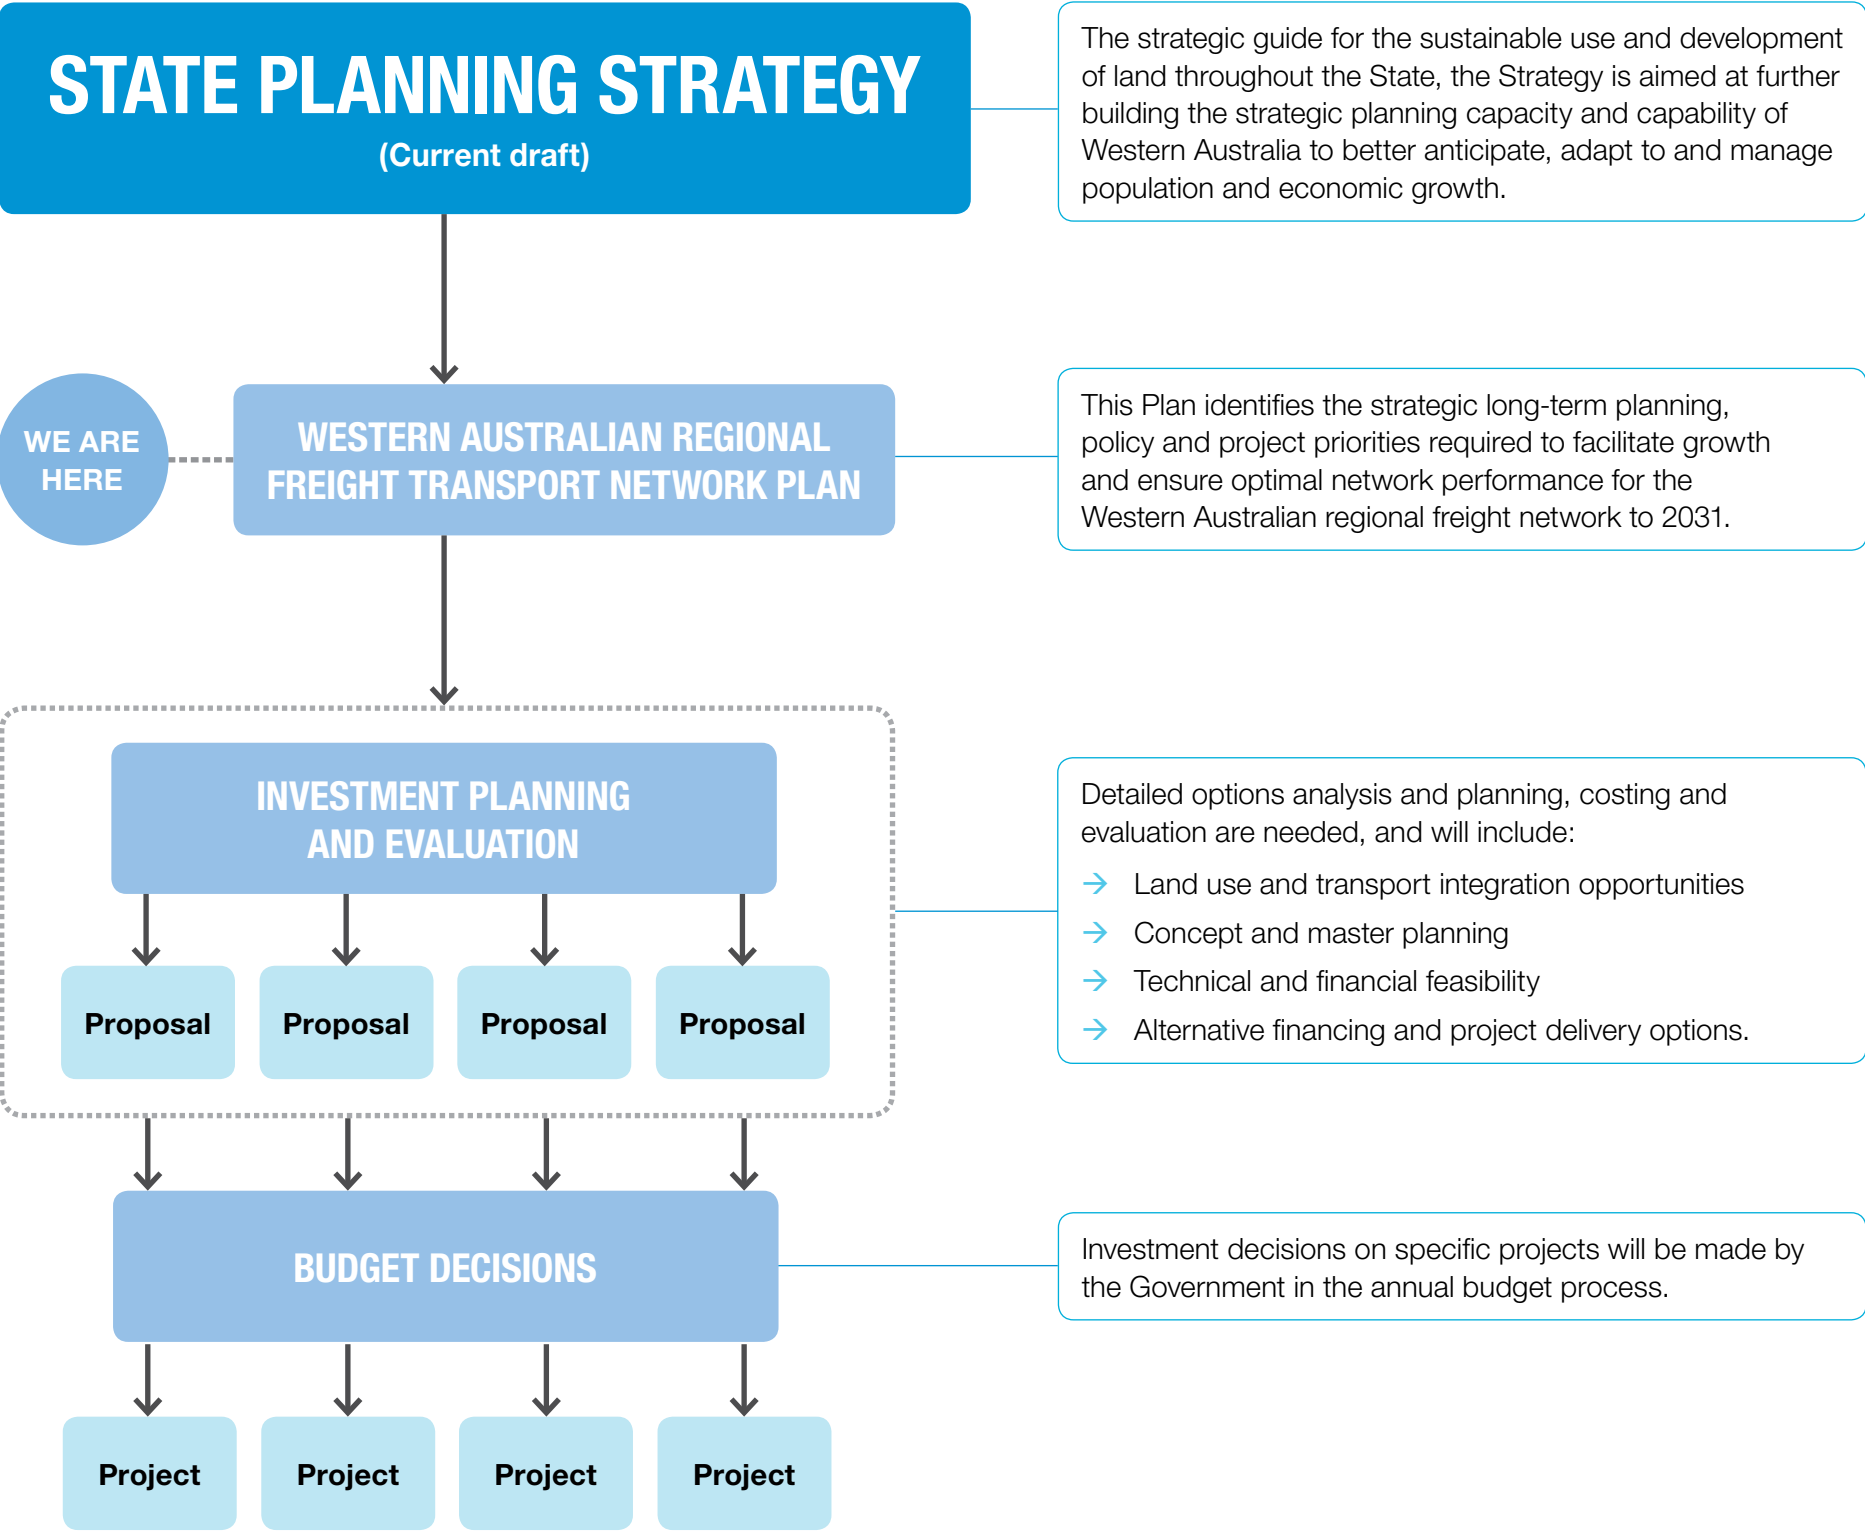 STATE PLANNING STRATEGY
(Current draft)
The strategic guide for the sustainable use and development
of land throughout the State, the Strategy is aimed at further
building the strategic planning capacity and capability of
Western Australia to better anticipate, adapt to and manage
population and economic growth.
WE ARE
HERE
WESTERN AUSTRALIAN REGIONAL
FREIGHT TRANSPORT NETWORK PLAN
This Plan identifies the strategic long-term planning,
policy and project priorities required to facilitate growth
and ensure optimal network performance for the
Western Australian regional freight network to 2031.
INVESTMENT PLANNING
AND EVALUATION
Proposal
Proposal
Proposal
Proposal
Detailed options analysis and planning, costing and
evaluation are needed, and will include:
→ Land use and transport integration opportunities
→ Concept and master planning
→ Technical and financial feasibility
→ Alternative financing and project delivery options.
BUDGET DECISIONS
Investment decisions on specific projects will be made by
the Government in the annual budget process.
Project
Project
Project
Project